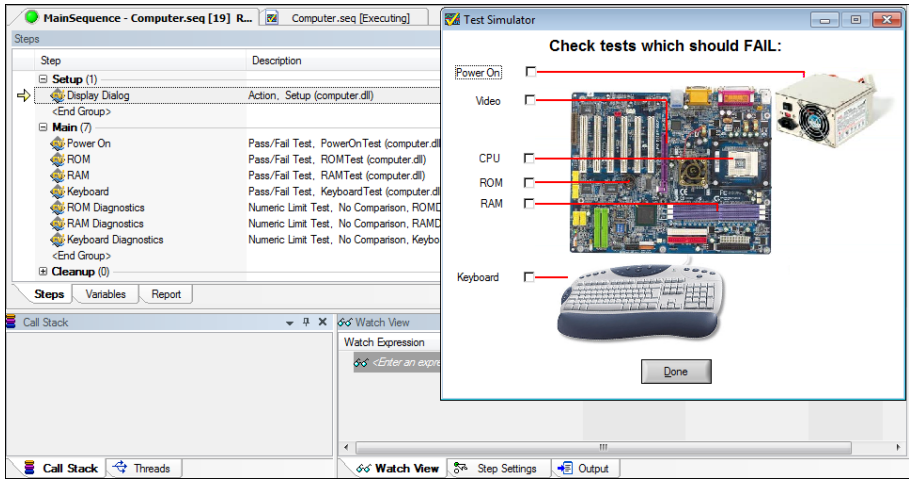 MainSequence - Computer.seq [19] R...
Computer.seq [Executing]
Steps
Step Description
Setup (1)
Display Dialog Action, Setup (computer.dll)
<End Group>
Main (7)
Power On Pass/Fail Test, PowerOnTest (computer.dll
ROM Pass/Fail Test, ROMTest (computer.dll)
RAM Pass/Fail Test, RAMTest (computer.dll)
Keyboard Pass/Fail Test, KeyboardTest (computer.dl
ROM Diagnostics Numeric Limit Test, No Comparison, ROMD
RAM Diagnostics Numeric Limit Test, No Comparison, RAMD
Keyboard Diagnostics Numeric Limit Test, No Comparison, Keybo
<End Group>
Cleanup (0)
Steps Variables Report
Call Stack
Call Stack Threads
Watch View
Watch Expression
<Enter an expre
Watch View Step Settings Output
Test Simulator
Check tests which should FAIL:
Power On
Video
CPU
ROM
RAM
Keyboard
Done